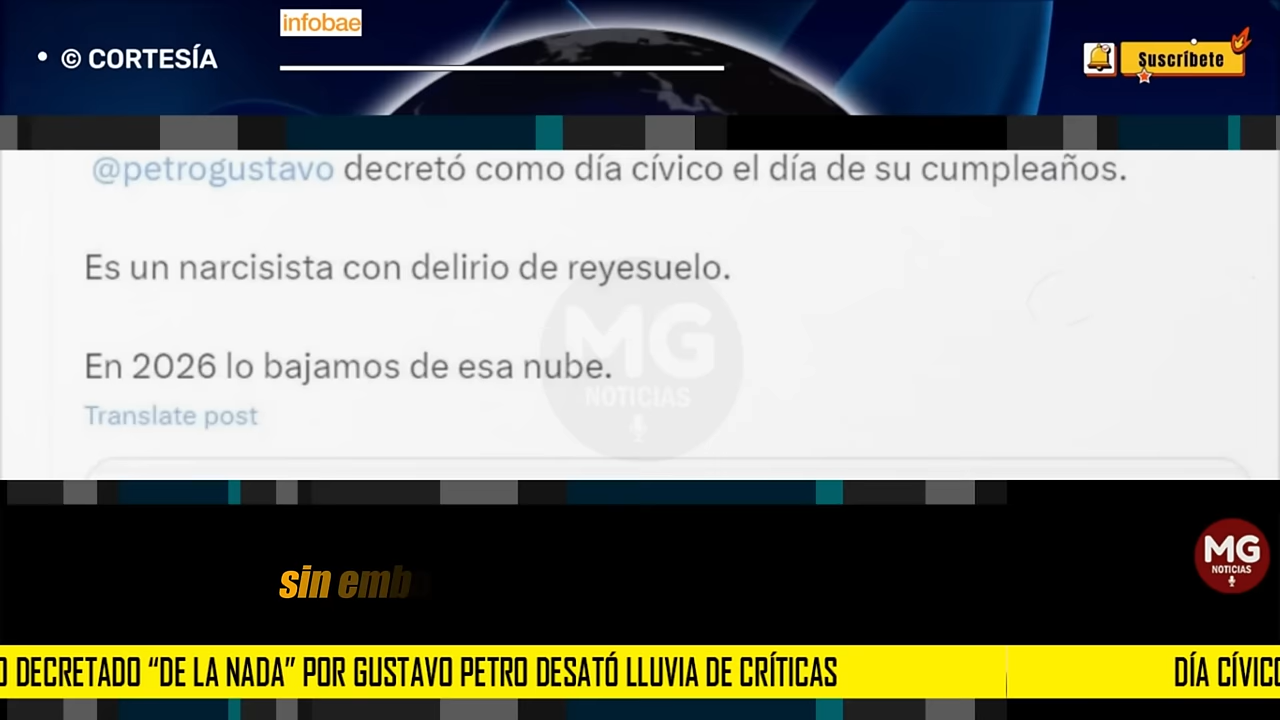 infobae
• © CORTESÍA
Suscríbete
@petrogustavo decretó como día cívico el día de su cumpleaños.
Es un narcisista con delirio de reyesuelo.
En 2026 lo bajamos de esa nube.
Translate post
MG
NOTICIAS
sin emb
MG
NOTICIAS
O DECRETADO “DE LA NADA” POR GUSTAVO PETRO DESATÓ LLUVIA DE CRÍTICAS
DÍA CÍVICO